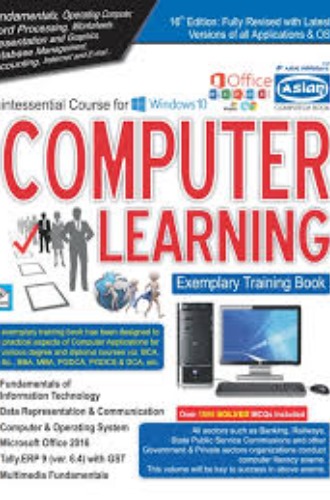 Fundamentals, Operating Computer
Word Processing, Worksheets
Presentation and Graphics
Database Management,
Accounting, Internet and E-mail...
16th Edition: Fully Revised with Latest
Versions of all Applications & OS
Office
Asian
COMPUTER BOOK
intessential Course for Windows 10
COMPUTER
LEARNING
Exemplary Training Book
exemplary training book has been designed to
practical aspects of Computer Applications for
various degree and diploma courses viz. BCA,
BBA, MBA, PGDCA, PGDCS & DCA, etc.
Fundamentals of
Information Technology
Data Representation & Communication
Computer & Operating System
Microsoft Office 2016
Tally.ERP 9 (ver. 6.4) with GST
Multimedia Fundamentals
Over SOLVED MCQs Included
All sectors such as Banking, Railways,
State Public Service Commissions and other
Government & Private sectors organizations conduct
computer literacy exams.
This volume will be key to success in above exams.